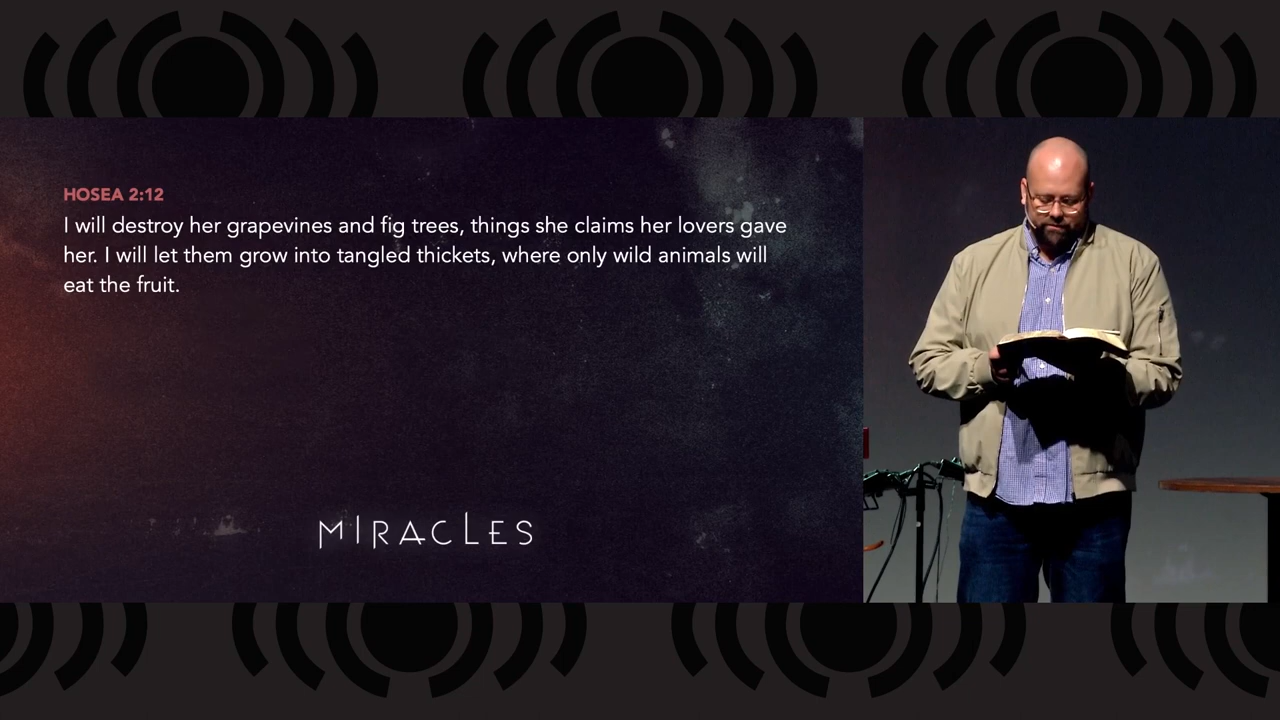 HOSEA 2:12
I will destroy her grapevines and fig trees, things she claims her lovers gave
her. I will let them grow into tangled thickets, where only wild animals will
eat the fruit.
MIRACLES